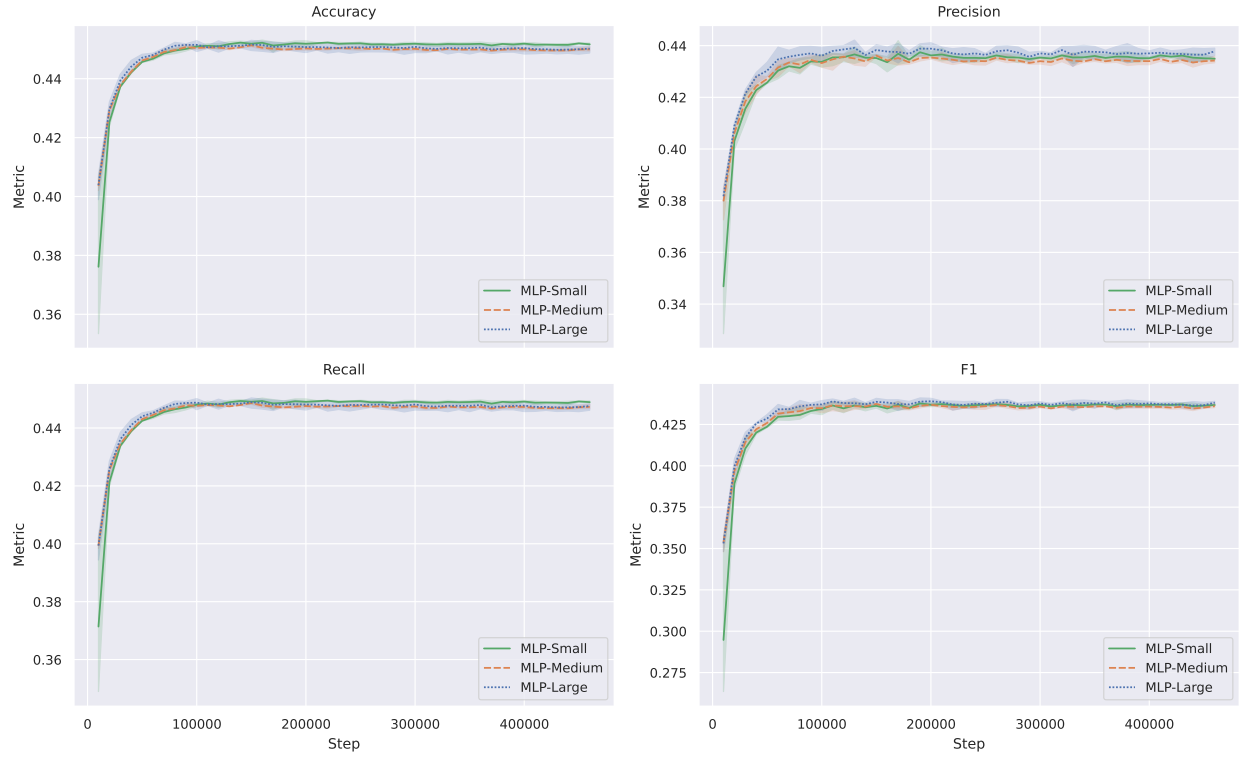 Accuracy
Metric
0.44
0.42
0.40
0.38
0.36
MLP-Small
MLP-Medium
MLP-Large
Precision
Metric
0.44
0.42
0.40
0.38
0.36
0.34
MLP-Small
MLP-Medium
MLP-Large
Recall
Metric
0.44
0.42
0.40
0.38
0.36
MLP-Small
MLP-Medium
MLP-Large
0 100000 200000 300000 400000
Step
F1
Metric
0.425
0.400
0.375
0.350
0.325
0.300
0.275
MLP-Small
MLP-Medium
MLP-Large
0 100000 200000 300000 400000
Step